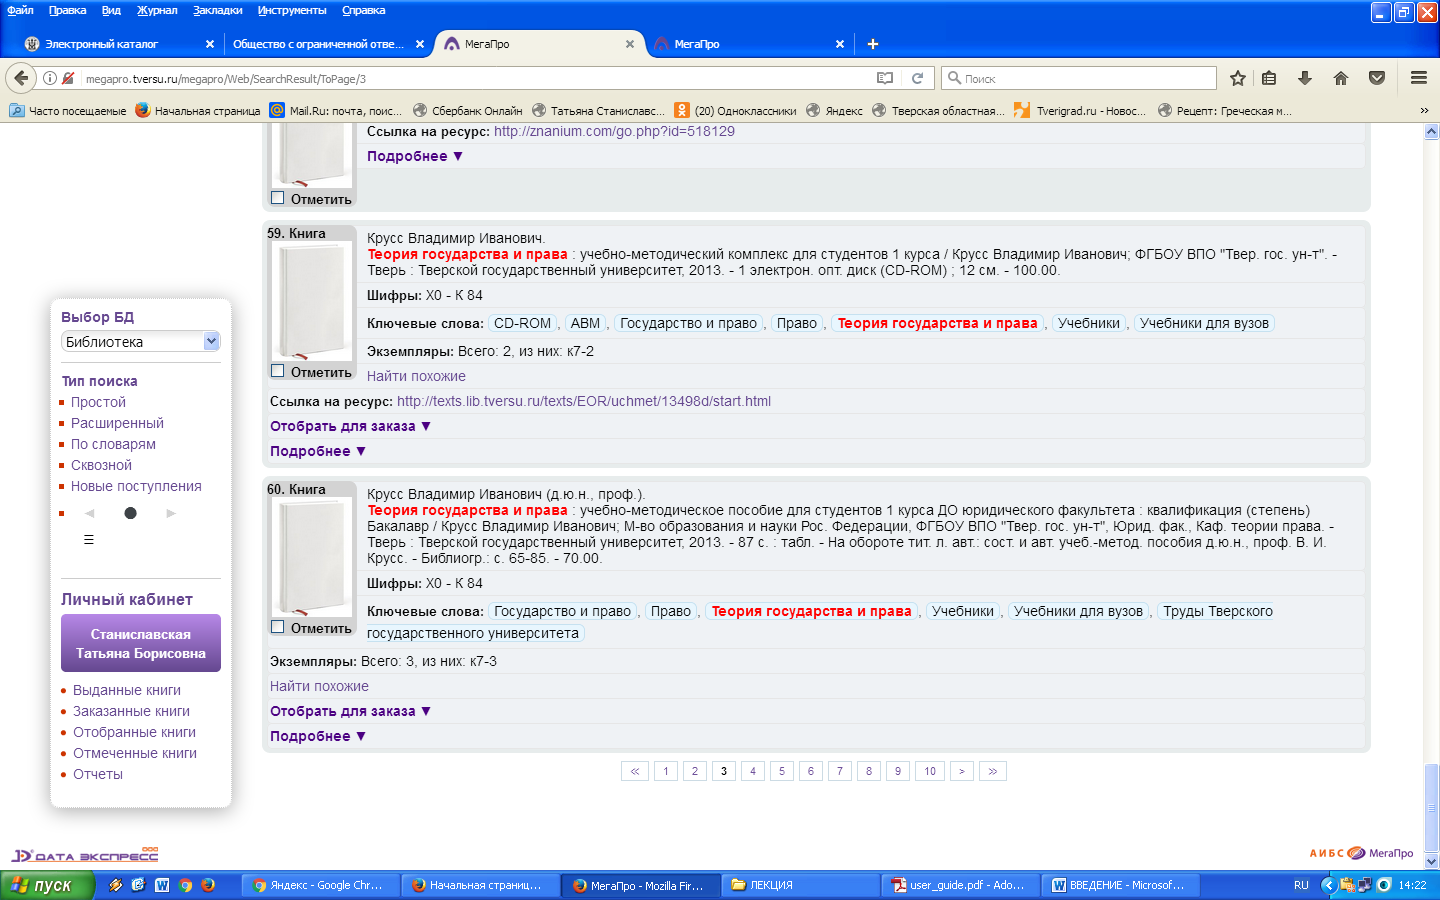 Файл Правка Вид Журнал Закладки Инструменты Справка
Электронный каталог
Общество с ограниченной отве...
МегаПро
МегаПро
megapro.tversu.ru/megapro/Web/SearchResult/ToPage/3
Поиск
Часто посещаемые Начальная страница Mail.Ru: почта, поис... Сбербанк Онлайн Татьяна Станиславс... (20) Одноклассники Яндекс Тверская областная... Tverigrad.ru - Новос... Рецепт: Греческая м... »
Ссылка на ресурс: http://znanium.com/go.php?id=518129
Подробнее ▼
Отметить
59. Книга
Крусс Владимир Иванович.
Теория государства и права : учебно-методический комплекс для студентов 1 курса / Крусс Владимир Иванович; ФГБОУ ВПО "Твер. гос. ун-т". -
Тверь : Тверской государственный университет, 2013. - 1 электрон. опт. диск (CD-ROM) ; 12 см. - 100.00.
Шифры: Х0 - К 84
Ключевые слова: CD-ROM, АВМ, Государство и право, Право, Теория государства и права, Учебники, Учебники для вузов
Экземпляры: Всего: 2, из них: к7-2
Отметить
Найти похожие
Ссылка на ресурс: http://texts.lib.tversu.ru/texts/EOR/uchmet/13498d/start.html
Отобрать для заказа ▼
Подробнее ▼
60. Книга
Крусс Владимир Иванович (д.ю.н., проф.).
Теория государства и права : учебно-методическое пособие для студентов 1 курса ДО юридического факультета : квалификация (степень)
Бакалавр / Крусс Владимир Иванович; М-во образования и науки Рос. Федерации, ФГБОУ ВПО "Твер. гос. ун-т", Юрид. фак., Каф. теории права. -
Тверь : Тверской государственный университет, 2013. - 87 с. : табл. - На обороте тит. л. авт.: сост. и авт. учеб.-метод. пособия д.ю.н., проф. В. И.
Крусс. - Библиогр.: с. 65-85. - 70.00.
Шифры: Х0 - К 84
Ключевые слова: Государство и право, Право, Теория государства и права, Учебники, Учебники для вузов, Труды Тверского
государственного университета
Отметить
Экземпляры: Всего: 3, из них: к7-3
Найти похожие
Отобрать для заказа ▼
Подробнее ▼
« 1 2 3 4 5 6 7 8 9 10 > »
Выбор БД
Библиотека
Тип поиска
Простой
Расширенный
По словарям
Сквозной
Новые поступления
Личный кабинет
Станиславская
Татьяна Борисовна
Выданные книги
Заказанные книги
Отобранные книги
Отмеченные книги
Отчеты
ДАТА ЭКСПРЕСС
АИБС МегаПро
пуск
Яндекс - Google Chr...
Начальная страниц...
МегаПро - Mozilla Fir...
ЛЕКЦИЯ
user_guide.pdf - Ado...
ВВЕДЕНИЕ - Microsof...
RU
14:22